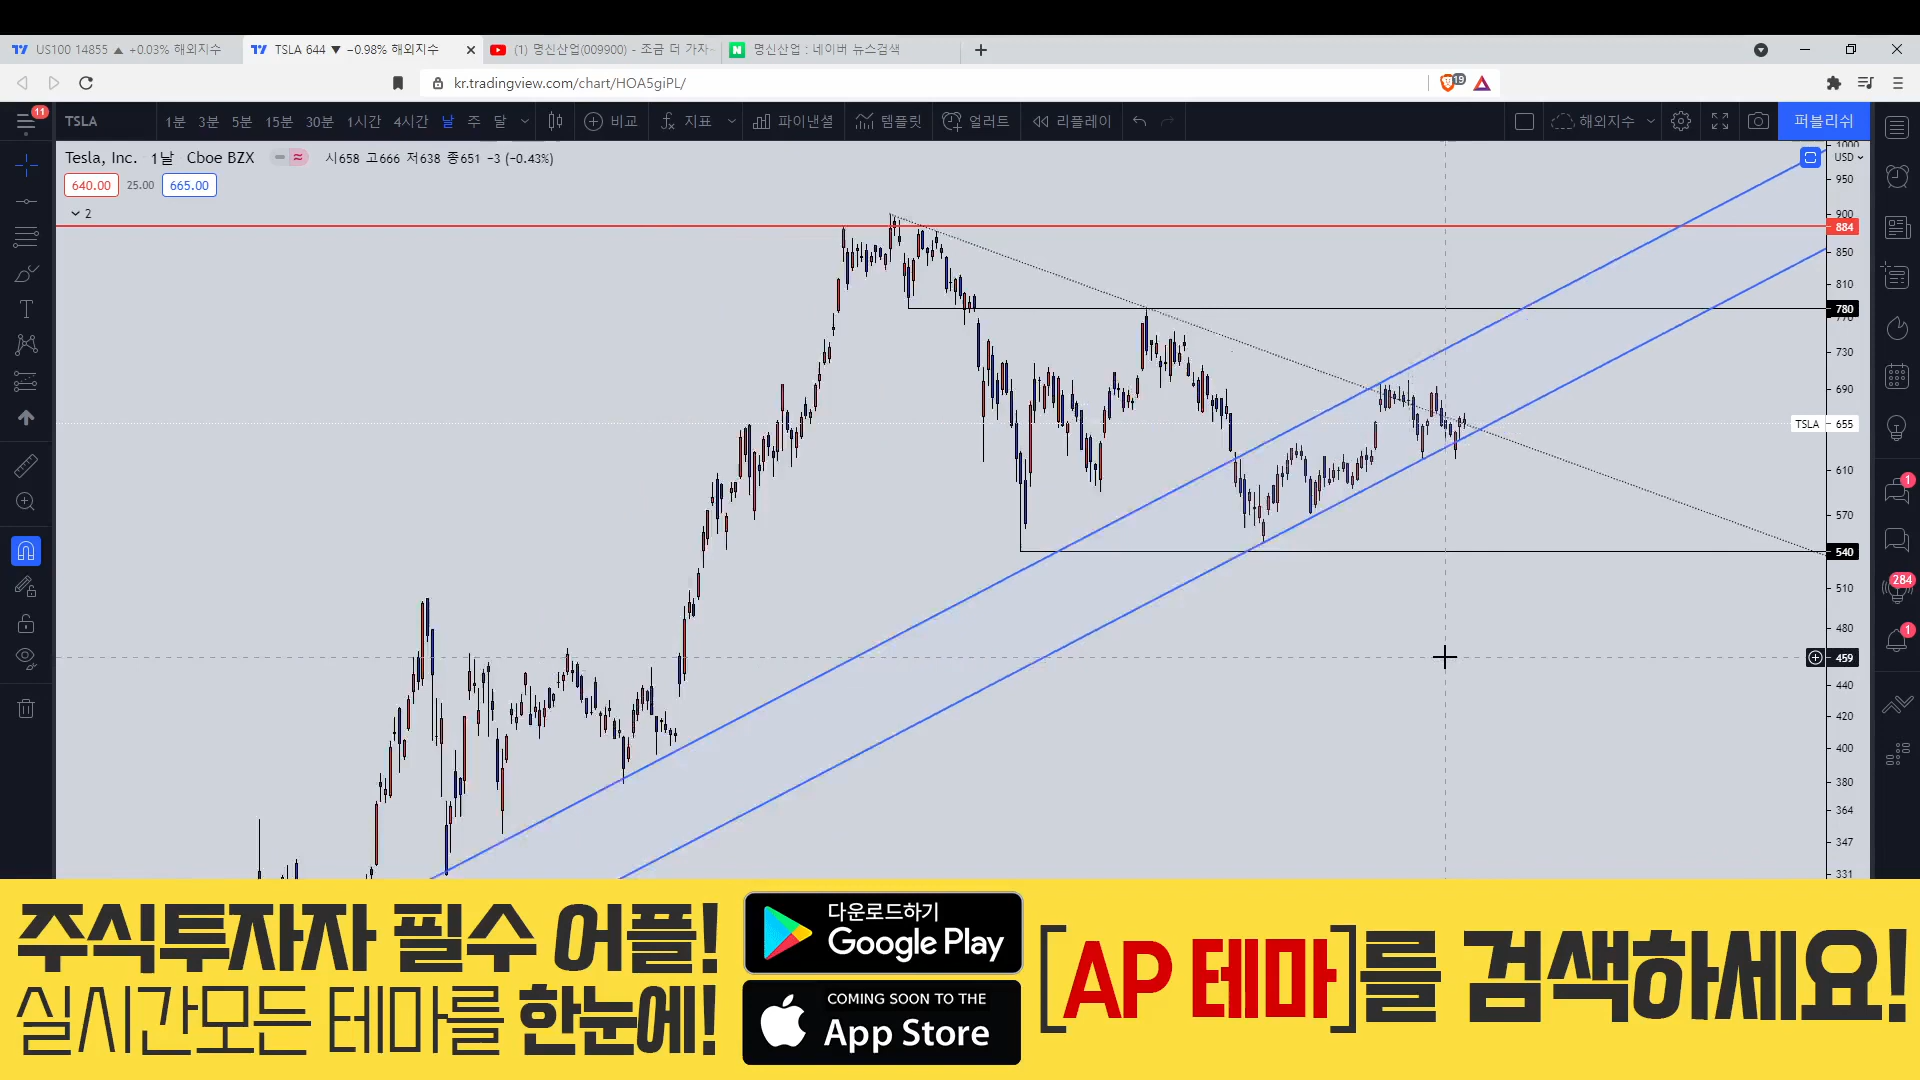 US100 14855 ▲ +0.03% 해외지수
TSLA 644 ▼ −0.98% 해외지수
(1) 명신산업(009900) - 조금 더 가자
명신산업 : 네이버 뉴스검색
kr.tradingview.com/chart/HOA5giPL/
19
11
TSLA 1분 3분 5분 15분 30분 1시간 4시간 날 주 달 비교 지표 파이낸셜 템플릿 얼러트 리플레이 해외지수 퍼블리쉬
Tesla, Inc. 1날 Cboe BZX 시658 고666 저638 종651 −3 (−0.43%)
640.00 25.00 665.00
2
1000
USD
950
900
884
850
810
780
770
730
690
TSLA 655
610
570
540
510
480
459
440
420
400
380
364
347
331
1
284
1
주식투자자 필수 어플!
실시간모든 테마를 한눈에!
다운로드하기
Google Play
COMING SOON TO THE
App Store
[AP 테마]를 검색하세요!